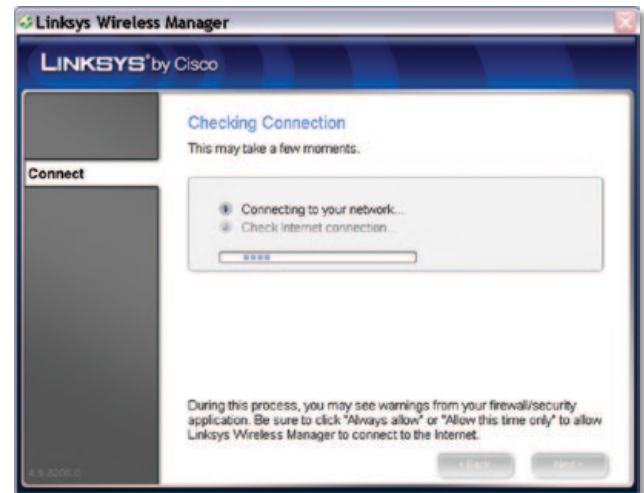 Linksys Wireless Manager
LINKSYS® by Cisco
Checking Connection
This may take a few moments.
Connect
Connecting to your network...
Check internet connection...
During this process, you may see warnings from your firewall/security
application. Be sure to click "Always allow" or "Allow this time only" to allow
Linksys Wireless Manager to connect to the Internet.
< Back
Next >